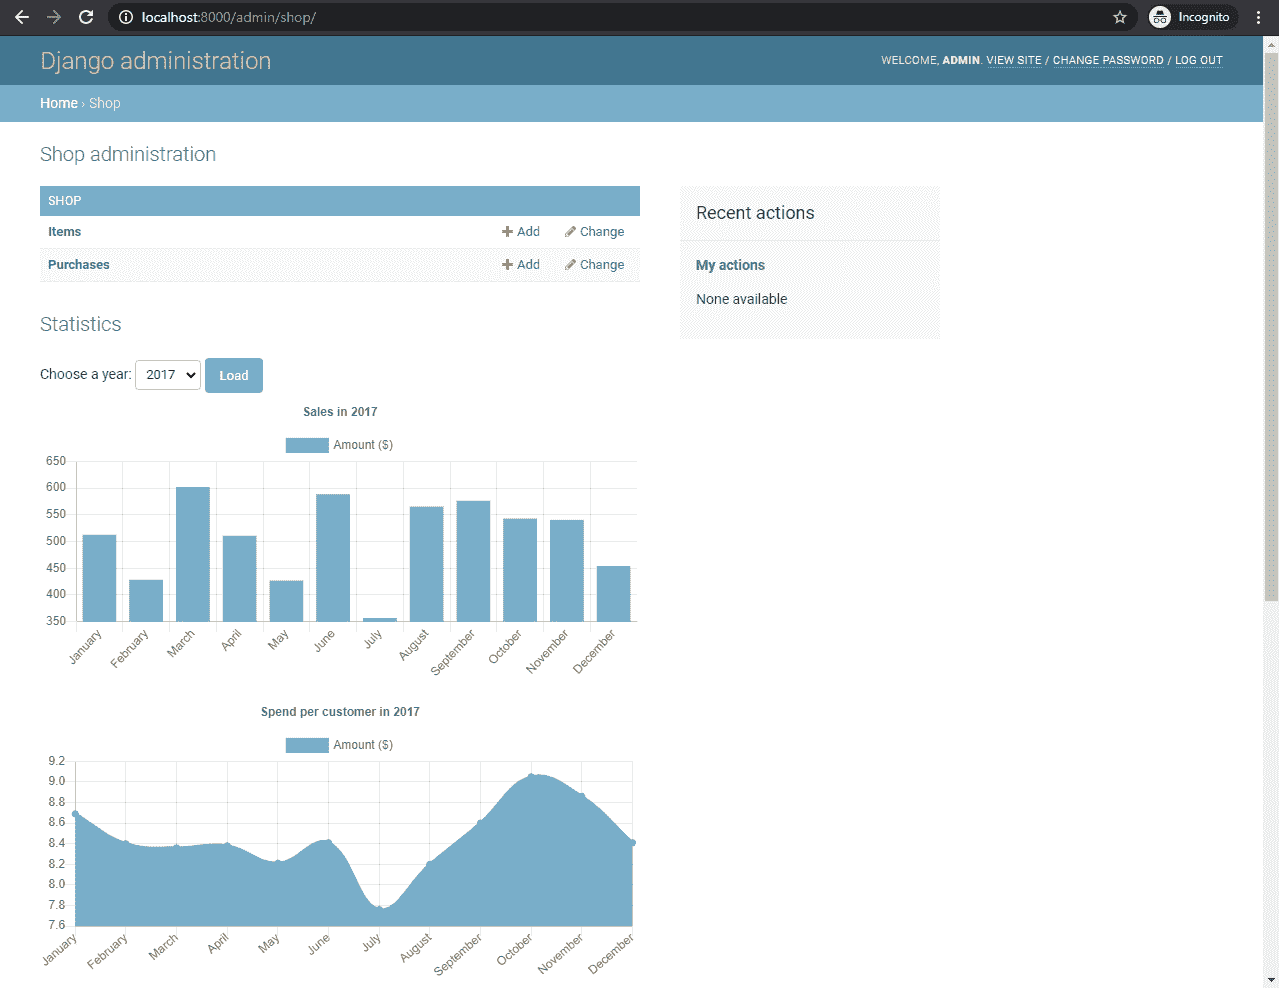 localhost:8000/admin/shop/
Incognito
Django administration
WELCOME, ADMIN. VIEW SITE / CHANGE PASSWORD / LOG OUT
Home › Shop
Shop administration
SHOP
Items Add Change
Purchases Add Change
Recent actions
My actions
None available
Statistics
Choose a year: 2017 Load
Sales in 2017
Amount ($)
650
600
550
500
450
400
350
January February March April May June July August September October November December
Spend per customer in 2017
Amount ($)
9.2
9.0
8.8
8.6
8.4
8.2
8.0
7.8
7.6
January February March April May June July August September October November December